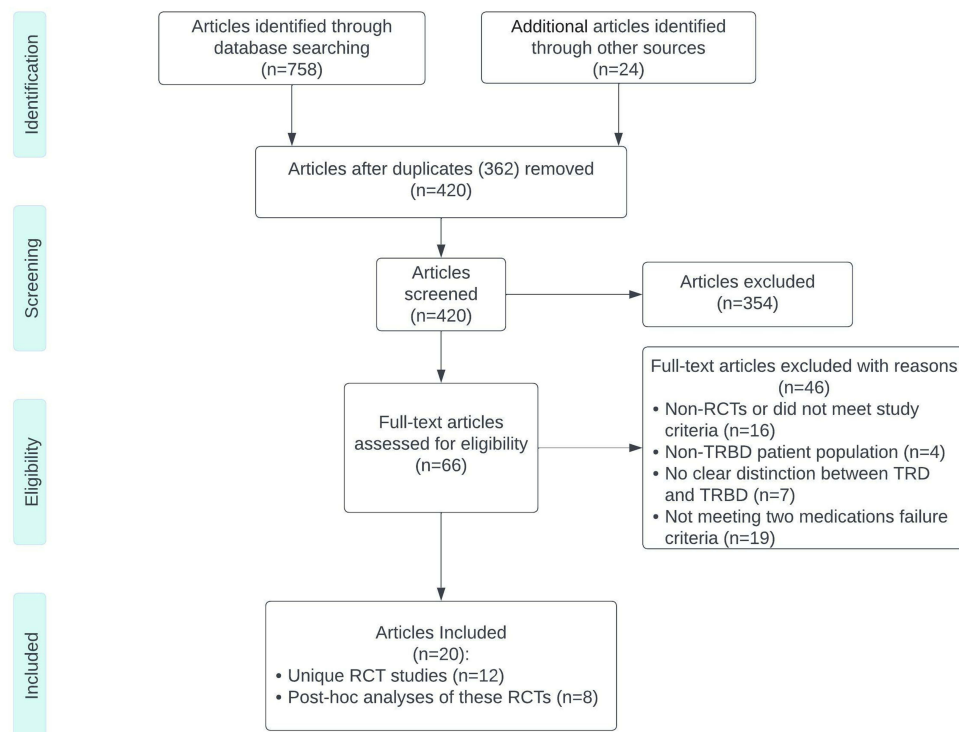 Identification
Articles identified through
database searching
(n=758)
Additional articles identified
through other sources
(n=24)
Articles after duplicates (362) removed
(n=420)
Screening
Articles
screened
(n=420)
Articles excluded
(n=354)
Eligibility
Full-text articles
assessed for eligibility
(n=66)
Full-text articles excluded with reasons
(n=46)
• Non-RCTs or did not meet study
criteria (n=16)
• Non-TRBD patient population (n=4)
• No clear distinction between TRD
and TRBD (n=7)
• Not meeting two medications failure
criteria (n=19)
Included
Articles Included
(n=20):
• Unique RCT studies (n=12)
• Post-hoc analyses of these RCTs (n=8)